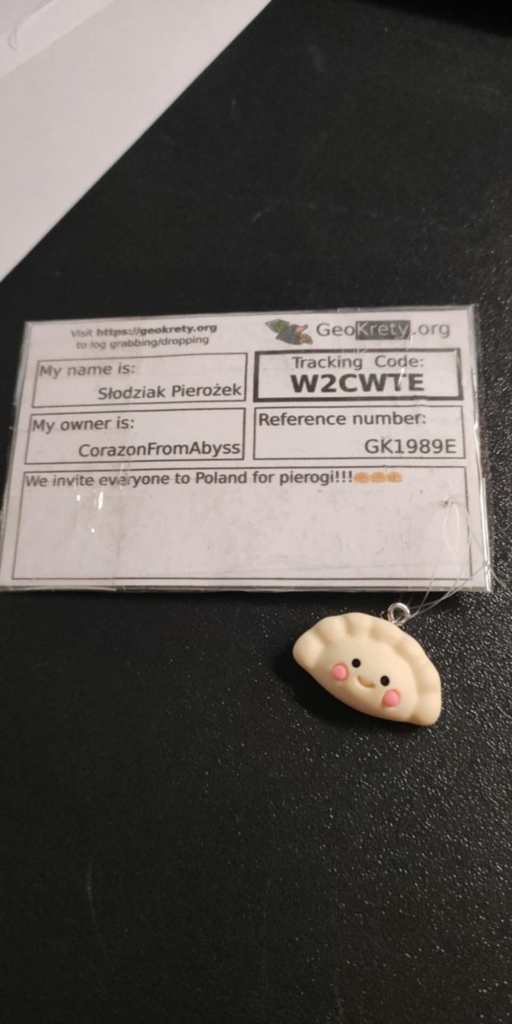 Visit https://geokrety.org
to log grabbing/dropping
GeoKrety.org
My name is:
Słodziak Pierożek
Tracking Code:
W2CWTE
My owner is:
CorazonFromAbyss
Reference number:
GK1989E
We invite everyone to Poland for pierogi!!!🥟🥟🥟